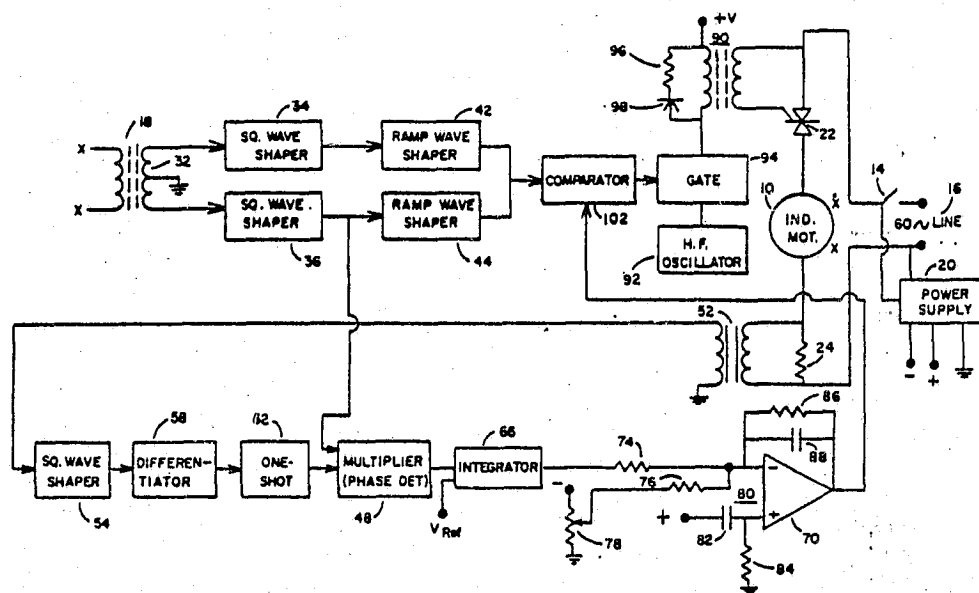 +V
90
96
98
22
18
X
X
32
34
SQ. WAVE
SHAPER
42
RAMP WAVE
SHAPER
SQ. WAVE.
SHAPER
36
RAMP WAVE
SHAPER
44
COMPARATOR
102
94
GATE
H.F.
OSCILLATOR
92
10
X
IND.
MOT.
X
14
16
60~LINE
20
POWER
SUPPLY
-
+
52
24
SQ. WAVE
SHAPER
54
58
DIFFEREN-
TIATOR
ONE-
SHOT
MULTIPLIER
(PHASE DET)
48
66
INTEGRATOR
V Ref
74
76
-
78
+
80
82
84
86
88
-
+
70